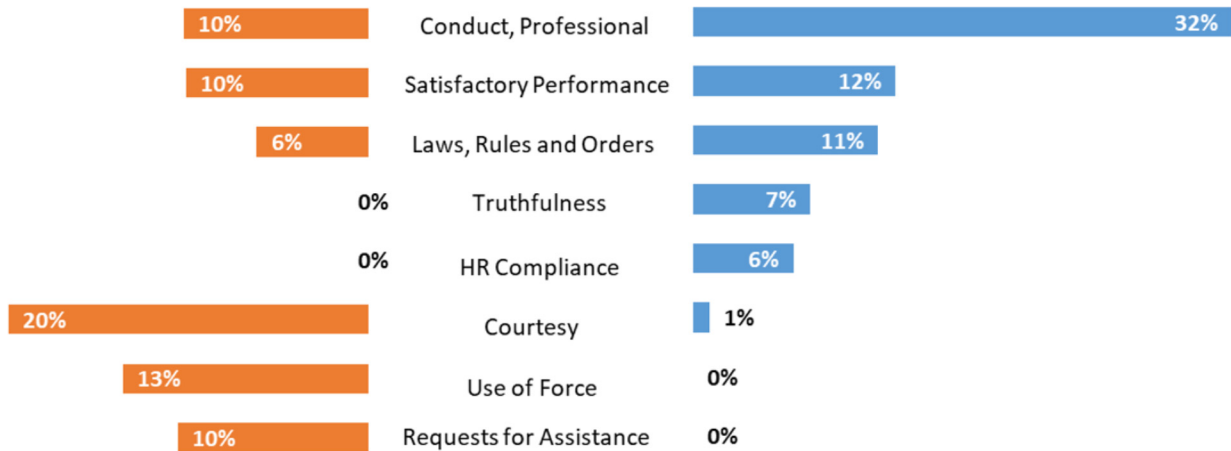 10% Conduct, Professional 32%
10% Satisfactory Performance 12%
6% Laws, Rules and Orders 11%
0% Truthfulness 7%
0% HR Compliance 6%
20% Courtesy 1%
13% Use of Force 0%
10% Requests for Assistance 0%